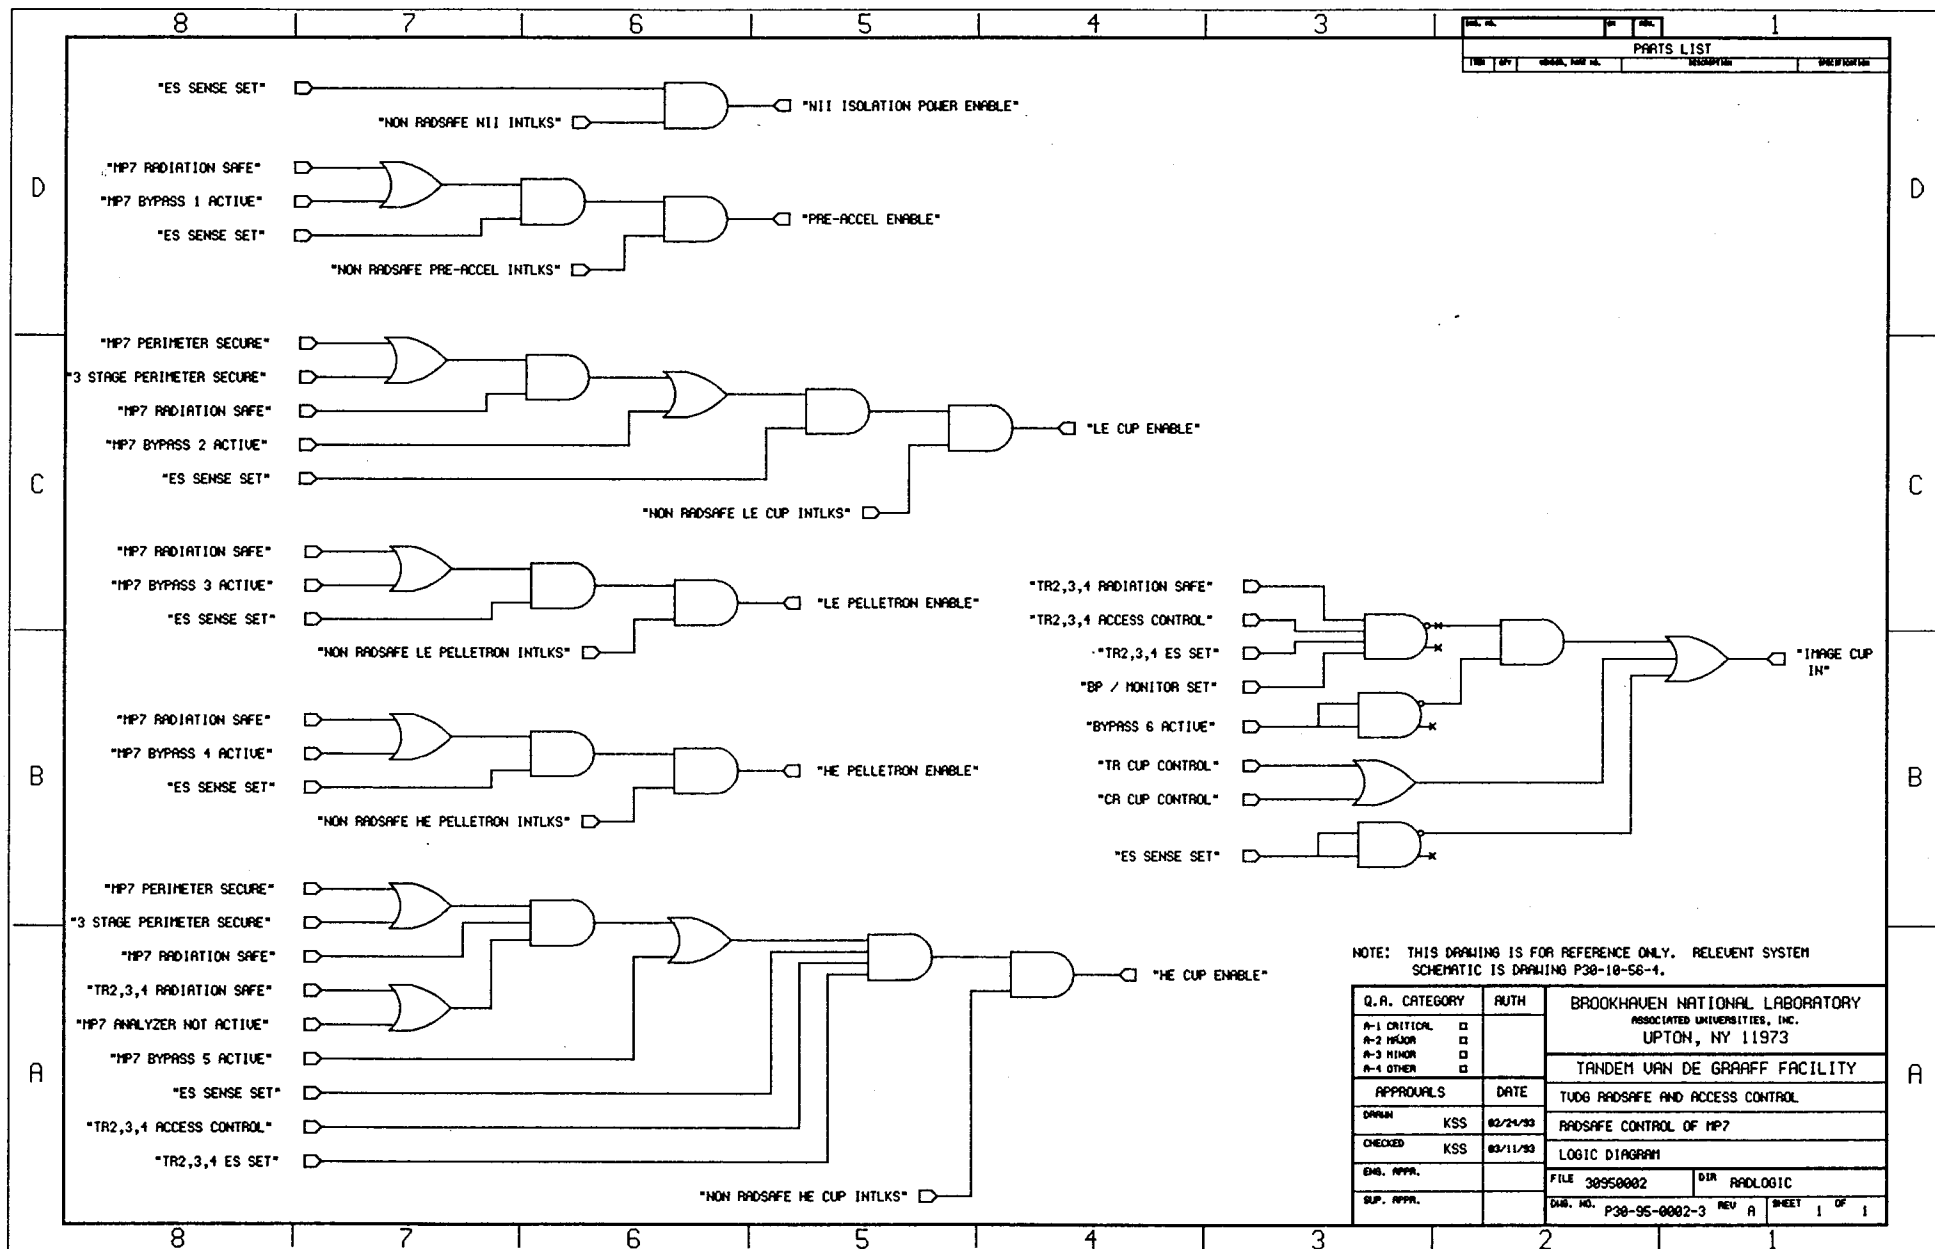 8 7 6 5 4 3 1
PARTS LIST
"ES SENSE SET"
"NON RADSAFE NII INTLKS"
"NII ISOLATION POWER ENABLE"
"MP7 RADIATION SAFE"
"MP7 BYPASS 1 ACTIVE"
"ES SENSE SET"
"NON RADSAFE PRE-ACCEL INTLKS"
"PRE-ACCEL ENABLE"
D
D
"MP7 PERIMETER SECURE"
"3 STAGE PERIMETER SECURE"
"MP7 RADIATION SAFE"
"MP7 BYPASS 2 ACTIVE"
"ES SENSE SET"
"NON RADSAFE LE CUP INTLKS"
"LE CUP ENABLE"
C
C
"MP7 RADIATION SAFE"
"MP7 BYPASS 3 ACTIVE"
"ES SENSE SET"
"NON RADSAFE LE PELLETRON INTLKS"
"LE PELLETRON ENABLE"
"TR2,3,4 RADIATION SAFE"
"TR2,3,4 ACCESS CONTROL"
"TR2,3,4 ES SET"
"BP / MONITOR SET"
"BYPASS 6 ACTIVE"
"TR CUP CONTROL"
"CR CUP CONTROL"
"ES SENSE SET"
"IMAGE CUP
IN"
"MP7 RADIATION SAFE"
"MP7 BYPASS 4 ACTIVE"
"ES SENSE SET"
"NON RADSAFE HE PELLETRON INTLKS"
"HE PELLETRON ENABLE"
B
B
"MP7 PERIMETER SECURE"
"3 STAGE PERIMETER SECURE"
"MP7 RADIATION SAFE"
"TR2,3,4 RADIATION SAFE"
"MP7 ANALYZER NOT ACTIVE"
"MP7 BYPASS 5 ACTIVE"
"ES SENSE SET"
"TR2,3,4 ACCESS CONTROL"
"TR2,3,4 ES SET"
"NON RADSAFE HE CUP INTLKS"
"HE CUP ENABLE"
A
A
NOTE: THIS DRAWING IS FOR REFERENCE ONLY. RELEVENT SYSTEM
SCHEMATIC IS DRAWING P30-10-56-4.
Q.A. CATEGORY AUTH
A-1 CRITICAL
A-2 MAJOR
A-3 MINOR
A-4 OTHER
APPROVALS DATE
DRAWN KSS 02/24/93
CHECKED KSS 03/11/93
ENG. APPR.
SUP. APPR.
BROOKHAVEN NATIONAL LABORATORY
ASSOCIATED UNIVERSITIES, INC.
UPTON, NY 11973
TANDEM VAN DE GRAAFF FACILITY
TVDG RADSAFE AND ACCESS CONTROL
RADSAFE CONTROL OF MP7
LOGIC DIAGRAM
FILE 30950002 DIR RADLOGIC
DWG. NO. P30-95-0002-3 REV A SHEET 1 OF 1
8 7 6 5 3 2 1